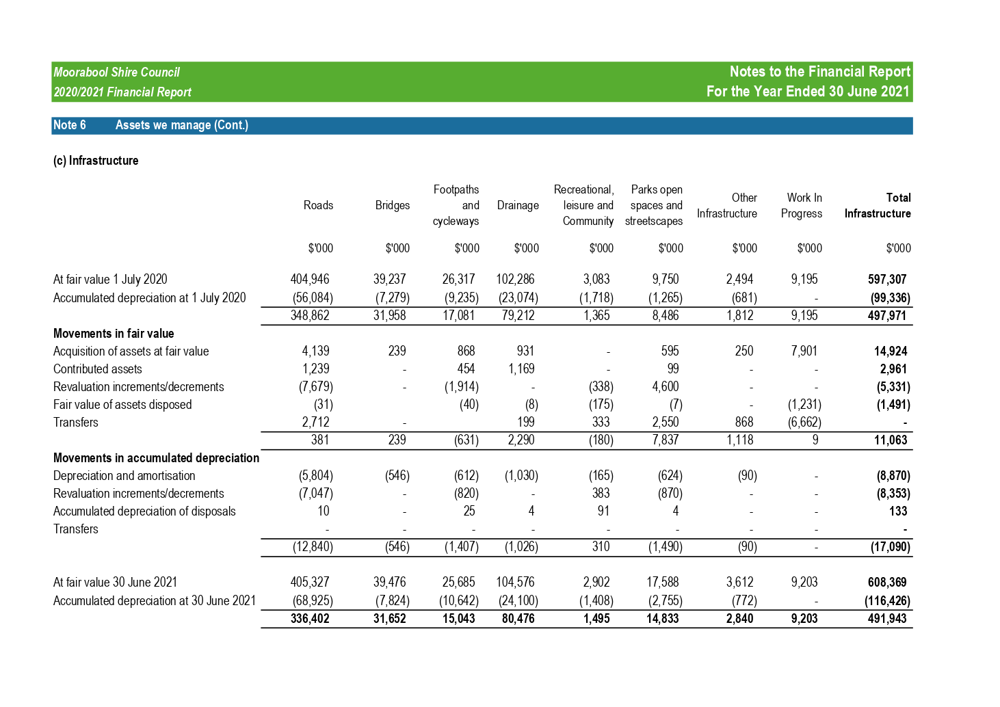 Moorabool Shire Council Notes to the Financial Report
2020/2021 Financial Report For the Year Ended 30 June 2021
Note 6 Assets we manage (Cont.)
(c) Infrastructure
Roads Bridges Footpaths and cycleways Drainage Recreational, leisure and Community Parks open spaces and streetscapes Other Infrastructure Work In Progress Total Infrastructure
$'000 $'000 $'000 $'000 $'000 $'000 $'000 $'000 $'000
At fair value 1 July 2020 404,946 39,237 26,317 102,286 3,083 9,750 2,494 9,195 597,307
Accumulated depreciation at 1 July 2020 (56,084) (7,279) (9,235) (23,074) (1,718) (1,265) (681) - (99,336)
348,862 31,958 17,081 79,212 1,365 8,486 1,812 9,195 497,971
Movements in fair value
Acquisition of assets at fair value 4,139 239 868 931 - 595 250 7,901 14,924
Contributed assets 1,239 - 454 1,169 - 99 - - 2,961
Revaluation increments/decrements (7,679) - (1,914) - (338) 4,600 - - (5,331)
Fair value of assets disposed (31) (40) (8) (175) (7) - (1,231) (1,491)
Transfers 2,712 - 199 333 2,550 868 (6,662) -
381 239 (631) 2,290 (180) 7,837 1,118 9 11,063
Movements in accumulated depreciation
Depreciation and amortisation (5,804) (546) (612) (1,030) (165) (624) (90) - (8,870)
Revaluation increments/decrements (7,047) - (820) - 383 (870) - - (8,353)
Accumulated depreciation of disposals 10 - 25 4 91 4 - - 133
Transfers - - - - - - - - -
(12,840) (546) (1,407) (1,026) 310 (1,490) (90) - (17,090)
At fair value 30 June 2021 405,327 39,476 25,685 104,576 2,902 17,588 3,612 9,203 608,369
Accumulated depreciation at 30 June 2021 (68,925) (7,824) (10,642) (24,100) (1,408) (2,755) (772) - (116,426)
336,402 31,652 15,043 80,476 1,495 14,833 2,840 9,203 491,943